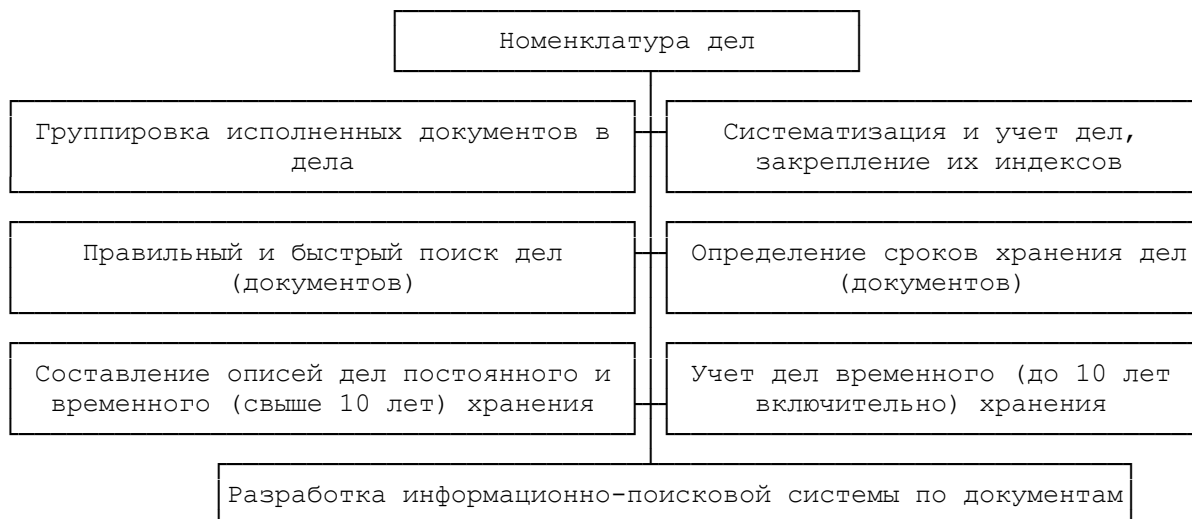 Номенклатура дел
Группировка исполненных документов в
дела
Систематизация и учет дел,
закрепление их индексов
Правильный и быстрый поиск дел
(документов)
Определение сроков хранения дел
(документов)
Составление описей дел постоянного и
временного (свыше 10 лет) хранения
Учет дел временного (до 10 лет
включительно) хранения
Разработка информационно-поисковой системы по документам